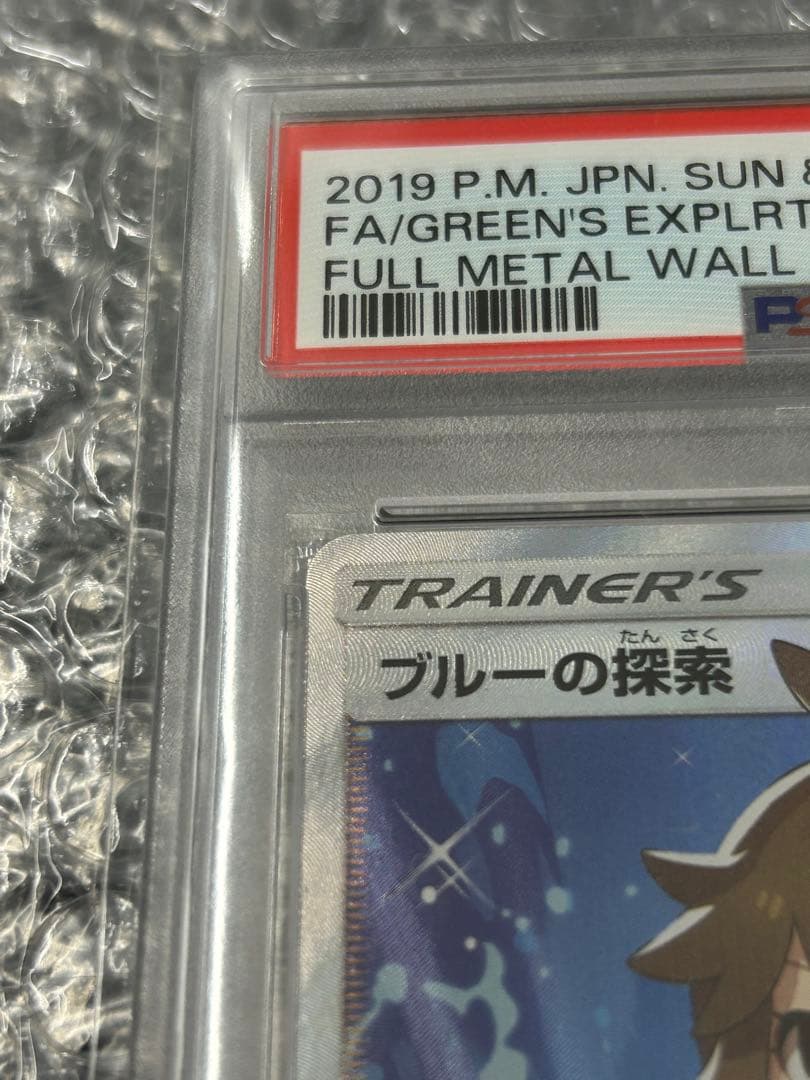 2019 P.M. JPN. SUN &
FA/GREEN'S EXPLRT
FULL METAL WALL
PS
TRAINER'S
たん さく
ブルーの探索